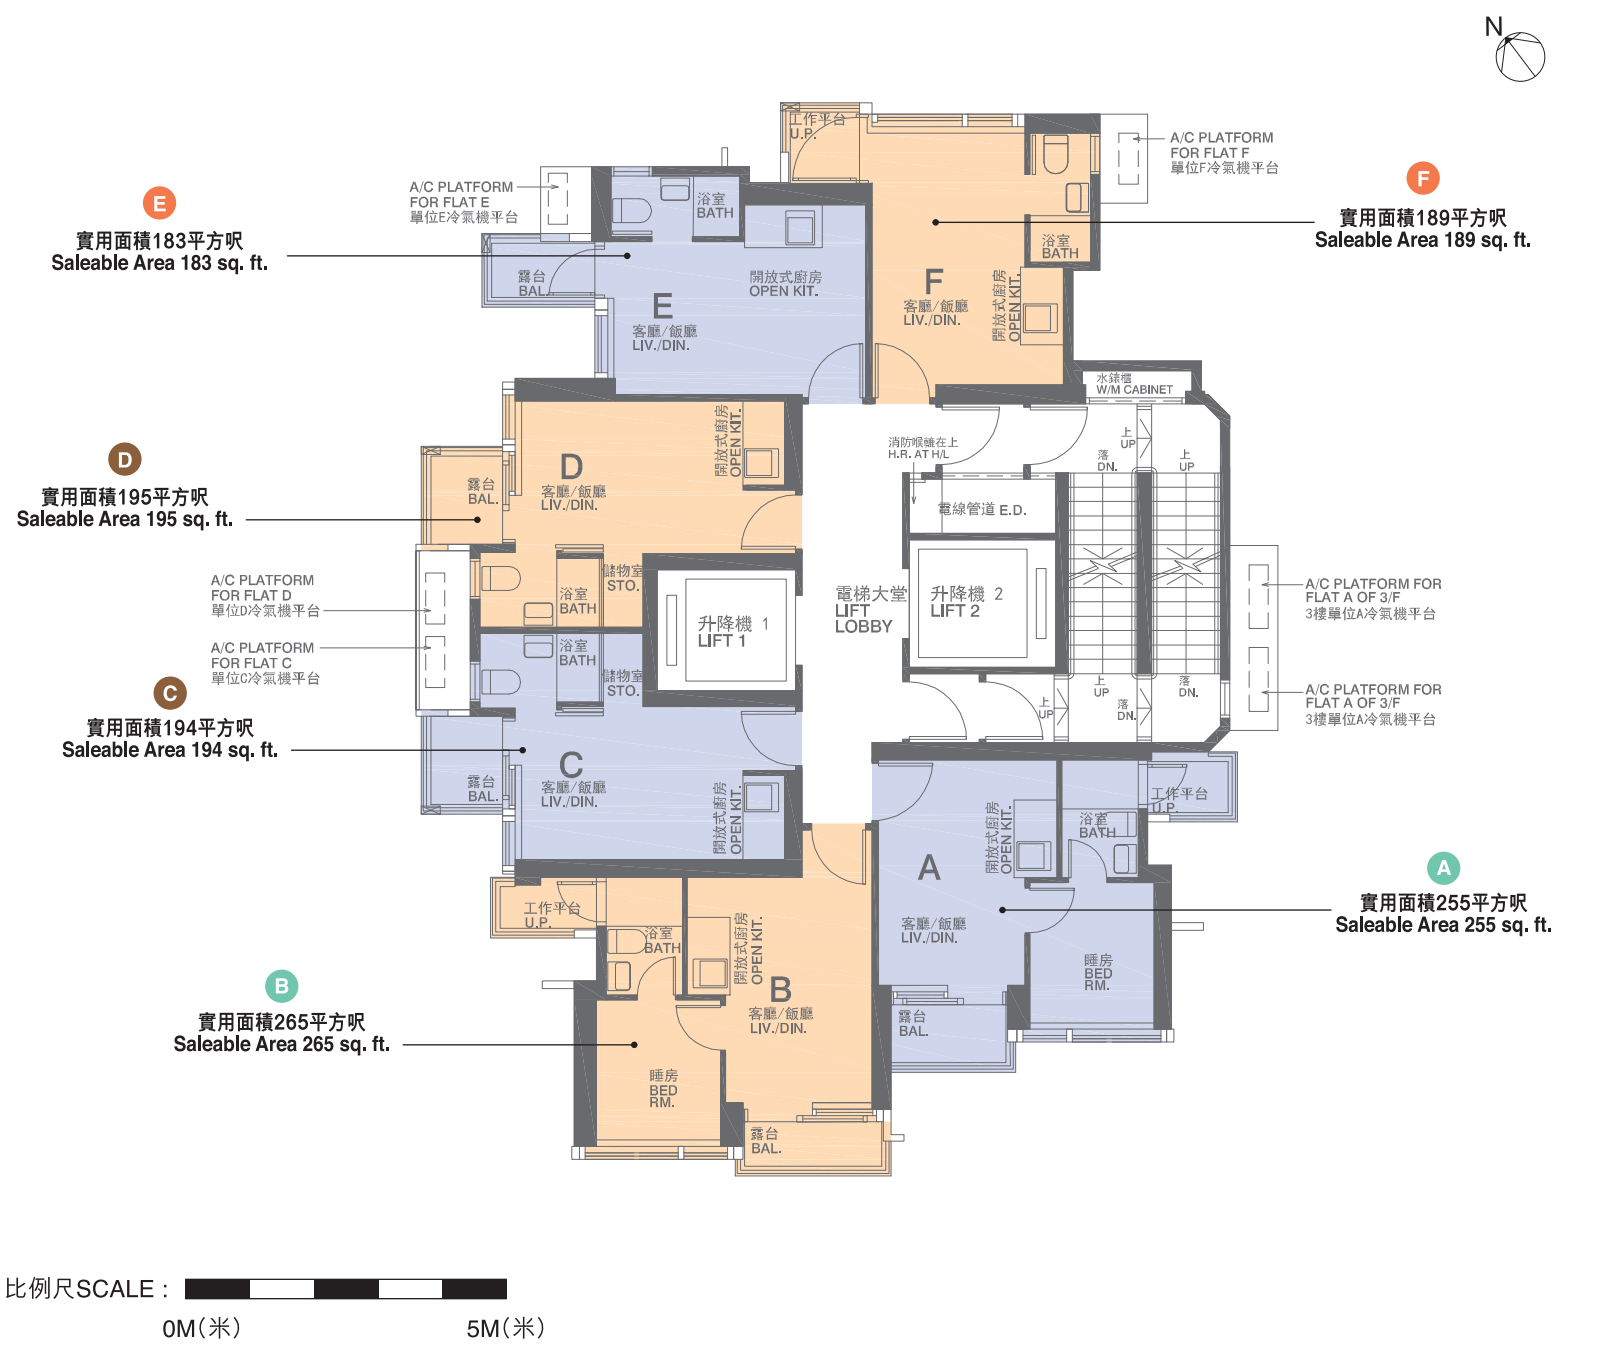 N
工作平台
U.P.
A/C PLATFORM
FOR FLAT F
單位F冷氣機平台
F
實用面積189平方呎
Saleable Area 189 sq. ft.
浴室
BATH
F
客廳/飯廳
LIV./DIN.
開放式廚房
OPEN KIT.
A/C PLATFORM
FOR FLAT E
單位E冷氣機平台
E
實用面積183平方呎
Saleable Area 183 sq. ft.
浴室
BATH
露台
BAL.
開放式廚房
OPEN KIT.
E
客廳/飯廳
LIV./DIN.
水錶櫃
W/M CABINET
消防喉轆在上
H.R. AT H/L
上
UP
落
DN.
上
UP
電線管道 E.D.
D
實用面積195平方呎
Saleable Area 195 sq. ft.
露台
BAL.
D
客廳/飯廳
LIV./DIN.
開放式廚房
OPEN KIT.
浴室
BATH
儲物室
STO.
A/C PLATFORM
FOR FLAT D
單位D冷氣機平台
A/C PLATFORM
FOR FLAT C
單位C冷氣機平台
升降機 1
LIFT 1
電梯大堂
LIFT
LOBBY
升降機 2
LIFT 2
A/C PLATFORM FOR
FLAT A OF 3/F
3樓單位A冷氣機平台
A/C PLATFORM FOR
FLAT A OF 3/F
3樓單位A冷氣機平台
上
UP
落
DN.
上
UP
落
DN.
C
實用面積194平方呎
Saleable Area 194 sq. ft.
浴室
BATH
儲物室
STO.
露台
BAL.
C
客廳/飯廳
LIV./DIN.
開放式廚房
OPEN KIT.
工作平台
U.P.
浴室
BATH
開放式廚房
OPEN KIT.
A
客廳/飯廳
LIV./DIN.
睡房
BED
RM.
露台
BAL.
A
實用面積255平方呎
Saleable Area 255 sq. ft.
工作平台
U.P.
浴室
BATH
開放式廚房
OPEN KIT.
B
客廳/飯廳
LIV./DIN.
睡房
BED
RM.
露台
BAL.
B
實用面積265平方呎
Saleable Area 265 sq. ft.
比例尺SCALE :
0M(米)
5M(米)